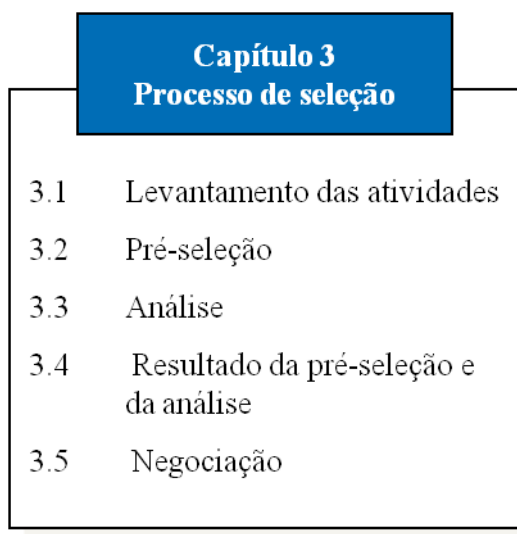 Capítulo 3
Processo de seleção
3.1 Levantamento das atividades
3.2 Pré-seleção
3.3 Análise
3.4 Resultado da pré-seleção e
da análise
3.5 Negociação